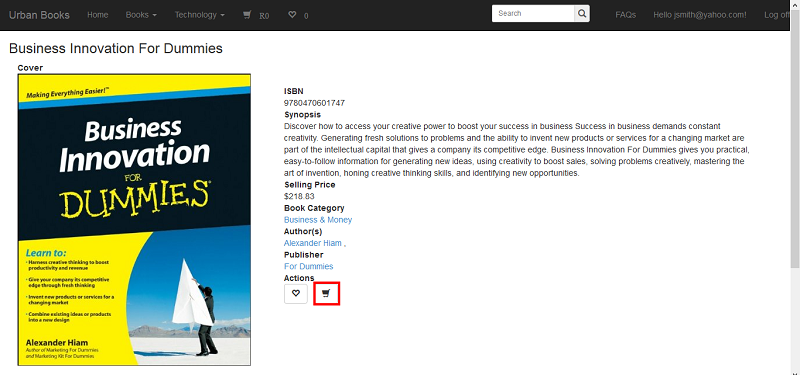 Urban Books Home Books Technology R0 0 Search FAQs Hello jsmith@yahoo.com! Log off
Business Innovation For Dummies
Cover
Making Everything Easier!™
Business
Innovation
FOR
DUMMIES®
Learn to:
• Harness creative thinking to boost
productivity and revenue
• Give your company its competitive
edge through fresh thinking
• Invent new products or services for a
changing market
• Combine existing ideas or products
into a new design
Alexander Hiam
Author of Marketing For Dummies
and Marketing Kit For Dummies
ISBN
9780470601747
Synopsis
Discover how to access your creative power to boost your success in business Success in business demands constant
creativity. Generating fresh solutions to problems and the ability to invent new products or services for a changing market are
part of the intellectual capital that gives a company its competitive edge. Business Innovation For Dummies gives you practical,
easy-to-follow information for generating new ideas, using creativity to boost sales, solving problems creatively, mastering the
art of invention, honing creative thinking skills, and identifying new opportunities.
Selling Price
$218.83
Book Category
Business & Money
Author(s)
Alexander Hiam ,
Publisher
For Dummies
Actions